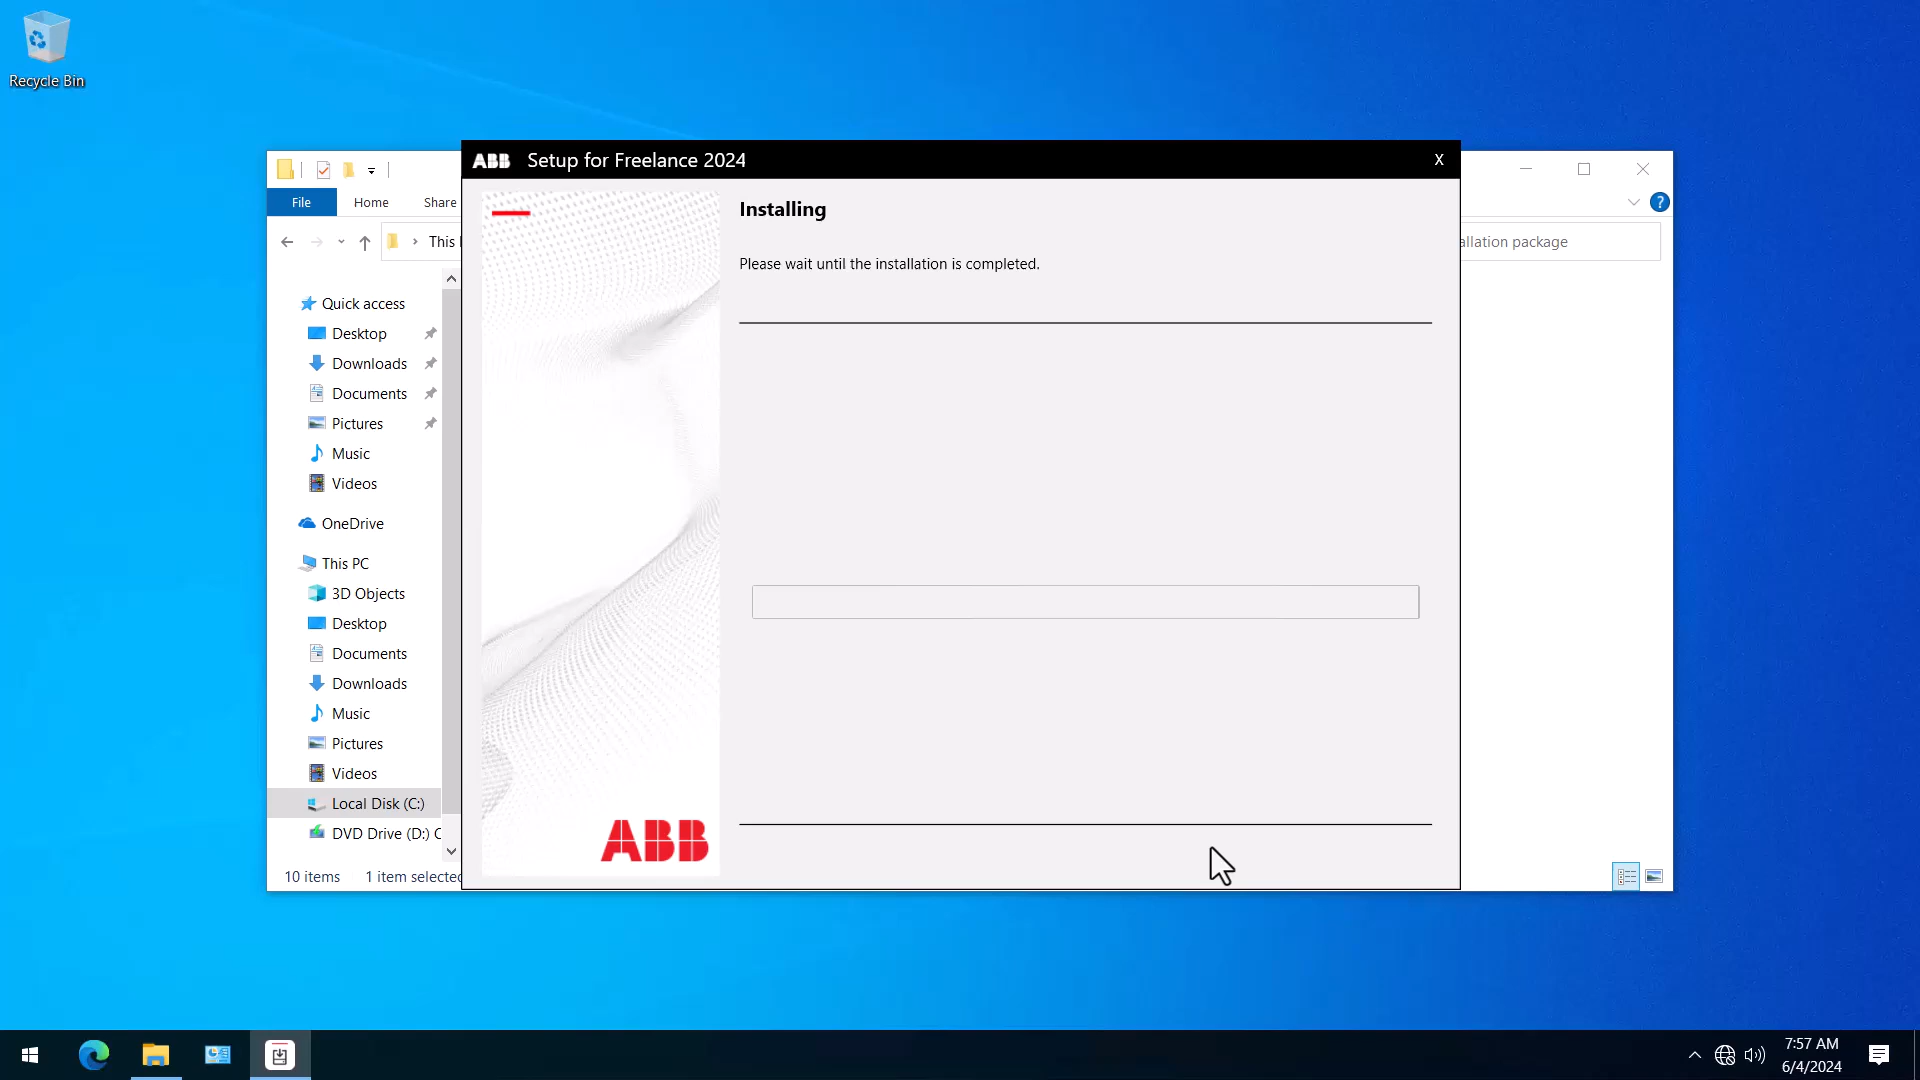 Recycle Bin
ABB Setup for Freelance 2024 X
File Home Share
This
allation package
Installing
Please wait until the installation is completed.
Quick access
Desktop
Downloads
Documents
Pictures
Music
Videos
OneDrive
This PC
3D Objects
Desktop
Documents
Downloads
Music
Pictures
Videos
Local Disk (C:)
DVD Drive (D:) C
ABB
10 items 1 item selected
7:57 AM
6/4/2024